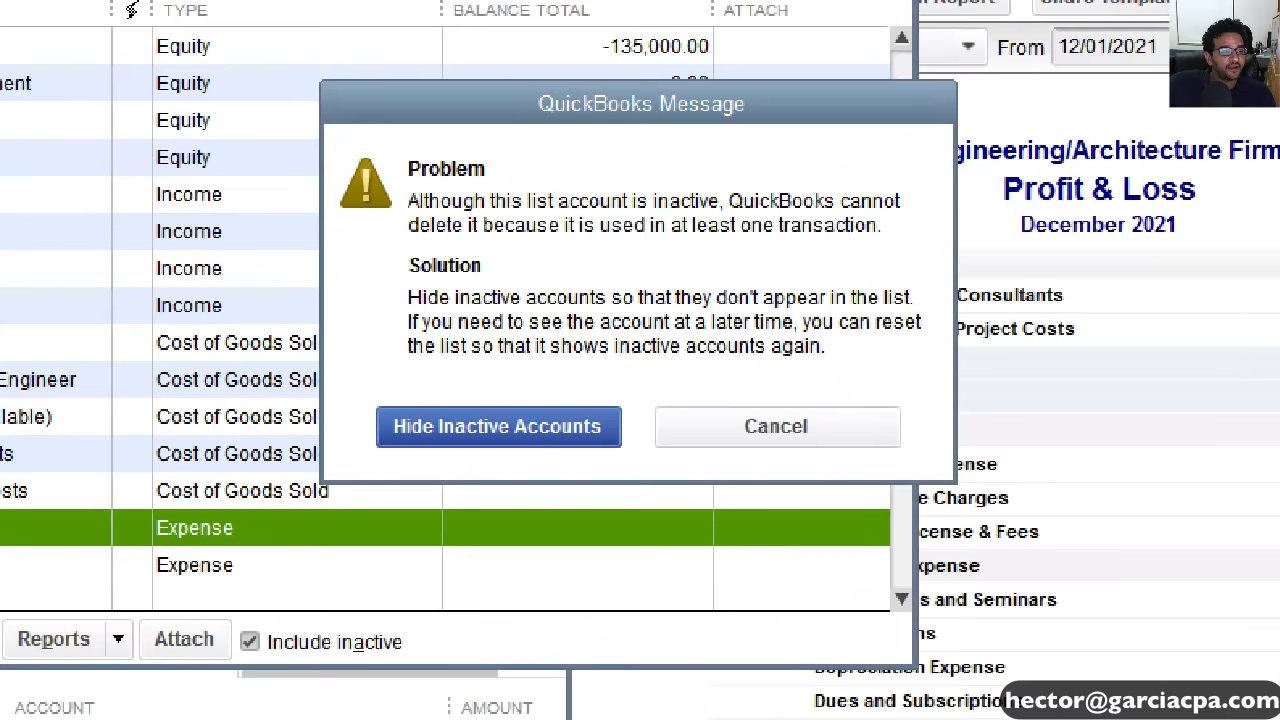 TYPE BALANCE TOTAL ATTACH
Equity -135,000.00
Equity
Equity
Equity
Income
Income
Income
Income
Cost of Goods Sol
Engineer Cost of Goods Sol
Cost of Goods Sol
Cost of Goods Sol
Cost of Goods Sold
Expense
Expense
Reports Attach Include inactive
ACCOUNT AMOUNT
QuickBooks Message
Problem
Although this list account is inactive, QuickBooks cannot
delete it because it is used in at least one transaction.
Solution
Hide inactive accounts so that they don't appear in the list.
If you need to see the account at a later time, you can reset
the list so that it shows inactive accounts again.
Hide Inactive Accounts Cancel
Report
From 12/01/2021
gineering/Architecture Firm
Profit & Loss
December 2021
Consultants
Project Costs
ense
e Charges
cense & Fees
xpense
s and Seminars
ns
Depreciation Expense
Dues and Subscriptio
hector@garciacpa.com